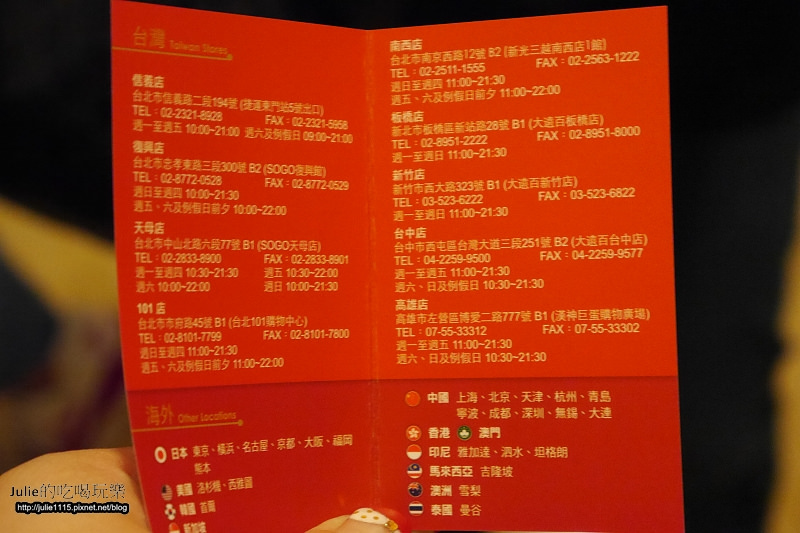 台灣 Taiwan Stores
信義店
台北市信義路二段194號 (捷運東門站5號出口)
TEL：02-2321-8928 FAX：02-2321-5958
週一至週五 10:00~21:00 週六及例假日 09:00~21:00
復興店
台北市忠孝東路三段300號 B2 (SOGO復興館)
TEL：02-8772-0528 FAX：02-8772-0529
週日至週四 10:00~21:30
週五、六及例假日前夕 10:00~22:00
天母店
台北市中山北路六段77號 B1 (SOGO天母店)
TEL：02-2833-8900 FAX：02-2833-8901
週一至週四 10:30~21:30 週五 10:30~22:00
週六 10:00~22:00 週日 10:00~21:30
101 店
台北市市府路45號 B1 (台北101購物中心)
TEL：02-8101-7799 FAX：02-8101-7800
週日至週四 11:00~21:30
週五、六及例假日前夕 11:00~22:00
南西店
台北市南京西路12號 B2 (新光三越南西店1館)
TEL：02-2511-1555 FAX：02-2563-1222
週日至週四 11:00~21:30
週五、六及例假日前夕 11:00~22:00
板橋店
新北市板橋區新站路28號 B1 (大遠百板橋店)
TEL：02-8951-2222 FAX：02-8951-8000
週一至週日 11:00~21:30
新竹店
新竹市西大路323號 B1 (大遠百新竹店)
TEL：03-523-6222 FAX：03-523-6822
週一至週日 11:00~21:30
台中店
台中市西屯區台灣大道三段251號 B2 (大遠百台中店)
TEL：04-2259-9500 FAX：04-2259-9577
週一至週五 11:00~21:30
週六、日及例假日 10:30~21:30
高雄店
高雄市左營區博愛二路777號 B1 (漢神巨蛋購物廣場)
TEL：07-55-33312 FAX：07-55-33302
週一至週五 11:00~21:30
週六、日及例假日 10:30~21:30
海外 Other Locations
日本 東京、橫浜、名古屋、京都、大阪、福岡
熊本
美國 洛杉機、西雅圖
韓國 首爾
新加坡
中國 上海、北京、天津、杭州、青島
寧波、成都、深圳、無錫、大連
香港 澳門
印尼 雅加達、泗水、坦格朗
馬來西亞 吉隆坡
澳洲 雪梨
泰國 曼谷
Julie的吃喝玩樂
http://julie1115.pixnet.net/blog